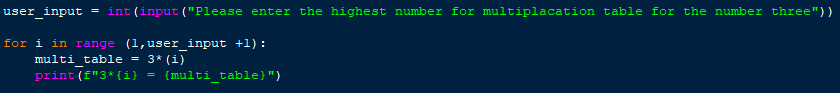 user_input = int(input("Please enter the highest number for multiplacation table for the number three"))
for i in range (1,user_input +1):
    multi_table = 3*(i)
    print(f"3*{i} = {multi_table}")